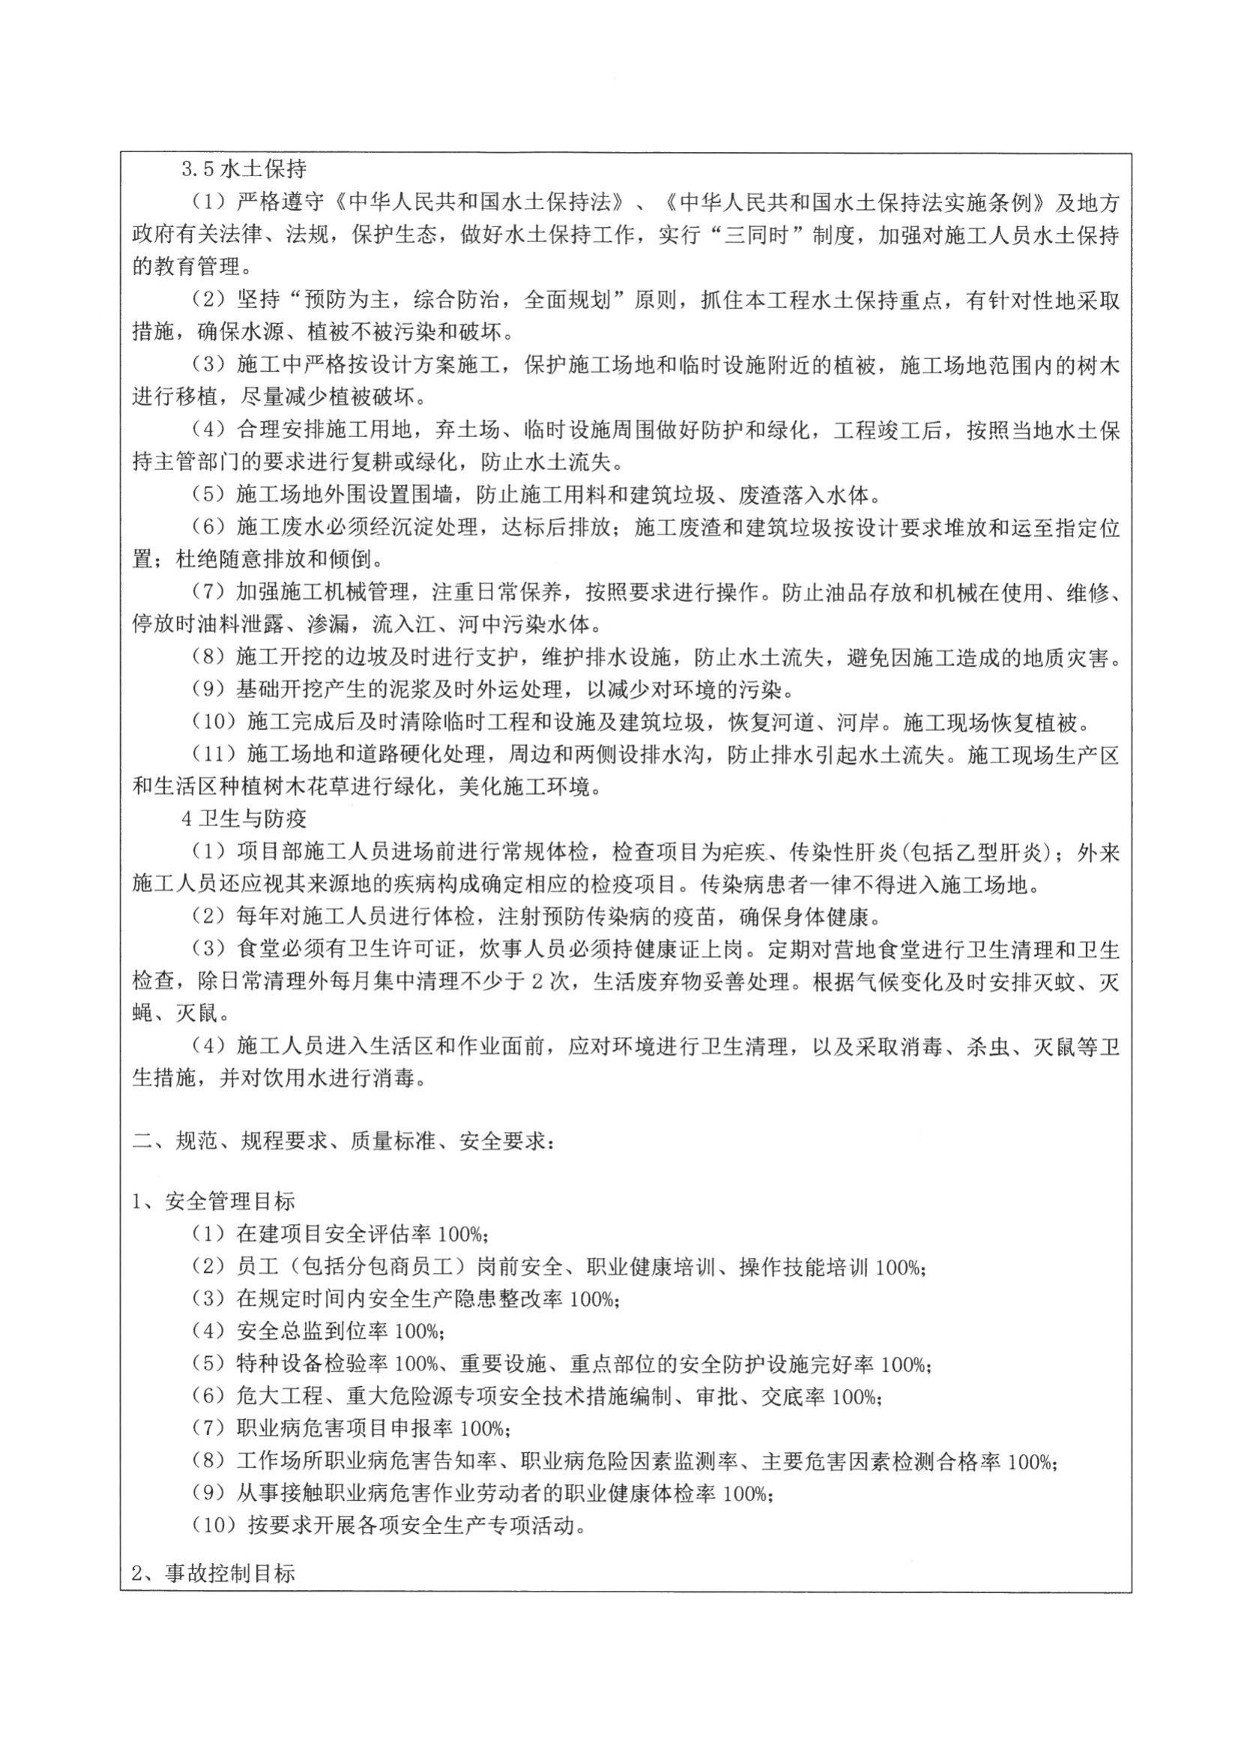 3.5 水土保持
（1）严格遵守《中华人民共和国水土保持法》、《中华人民共和国水土保持法实施条例》及地方
政府有关法律、法规，保护生态，做好水土保持工作，实行“三同时”制度，加强对施工人员水土保持
的教育管理。
（2）坚持“预防为主，综合防治，全面规划”原则，抓住本工程水土保持重点，有针对性地采取
措施，确保水源、植被不被污染和破坏。
（3）施工中严格按设计方案施工，保护施工场地和临时设施附近的植被，施工场地范围内的树木
进行移植，尽量减少植被破坏。
（4）合理安排施工用地，弃土场、临时设施周围做好防护和绿化，工程竣工后，按照当地水土保
持主管部门的要求进行复耕或绿化，防止水土流失。
（5）施工场地外围设置围墙，防止施工用料和建筑垃圾、废渣落入水体。
（6）施工废水必须经沉淀处理，达标后排放；施工废渣和建筑垃圾按设计要求堆放和运至指定位
置；杜绝随意排放和倾倒。
（7）加强施工机械管理，注重日常保养，按照要求进行操作。防止油品存放和机械在使用、维修、
停放时油料泄露、渗漏，流入江、河中污染水体。
（8）施工开挖的边坡及时进行支护，维护排水设施，防止水土流失，避免因施工造成的地质灾害。
（9）基础开挖产生的泥浆及时外运处理，以减少对环境的污染。
（10）施工完成后及时清除临时工程和设施及建筑垃圾，恢复河道、河岸。施工现场恢复植被。
（11）施工场地和道路硬化处理，周边和两侧设排水沟，防止排水引起水土流失。施工现场生产区
和生活区种植树木花草进行绿化，美化施工环境。
4 卫生与防疫
（1）项目部施工人员进场前进行常规体检，检查项目为疟疾、传染性肝炎(包括乙型肝炎)；外来
施工人员还应视其来源地的疾病构成确定相应的检疫项目。传染病患者一律不得进入施工场地。
（2）每年对施工人员进行体检，注射预防传染病的疫苗，确保身体健康。
（3）食堂必须有卫生许可证，炊事人员必须持健康证上岗。定期对营地食堂进行卫生清理和卫生
检查，除日常清理外每月集中清理不少于 2 次，生活废弃物妥善处理。根据气候变化及时安排灭蚊、灭
蝇、灭鼠。
（4）施工人员进入生活区和作业面前，应对环境进行卫生清理，以及采取消毒、杀虫、灭鼠等卫
生措施，并对饮用水进行消毒。
二、规范、规程要求、质量标准、安全要求：
1、安全管理目标
（1）在建项目安全评估率 100%；
（2）员工（包括分包商员工）岗前安全、职业健康培训、操作技能培训 100%；
（3）在规定时间内安全生产隐患整改率 100%；
（4）安全总监到位率 100%；
（5）特种设备检验率 100%、重要设施、重点部位的安全防护设施完好率 100%；
（6）危大工程、重大危险源专项安全技术措施编制、审批、交底率 100%；
（7）职业病危害项目申报率 100%；
（8）工作场所职业病危害告知率、职业病危险因素监测率、主要危害因素检测合格率 100%；
（9）从事接触职业病危害作业劳动者的职业健康体检率 100%；
（10）按要求开展各项安全生产专项活动。
2、事故控制目标